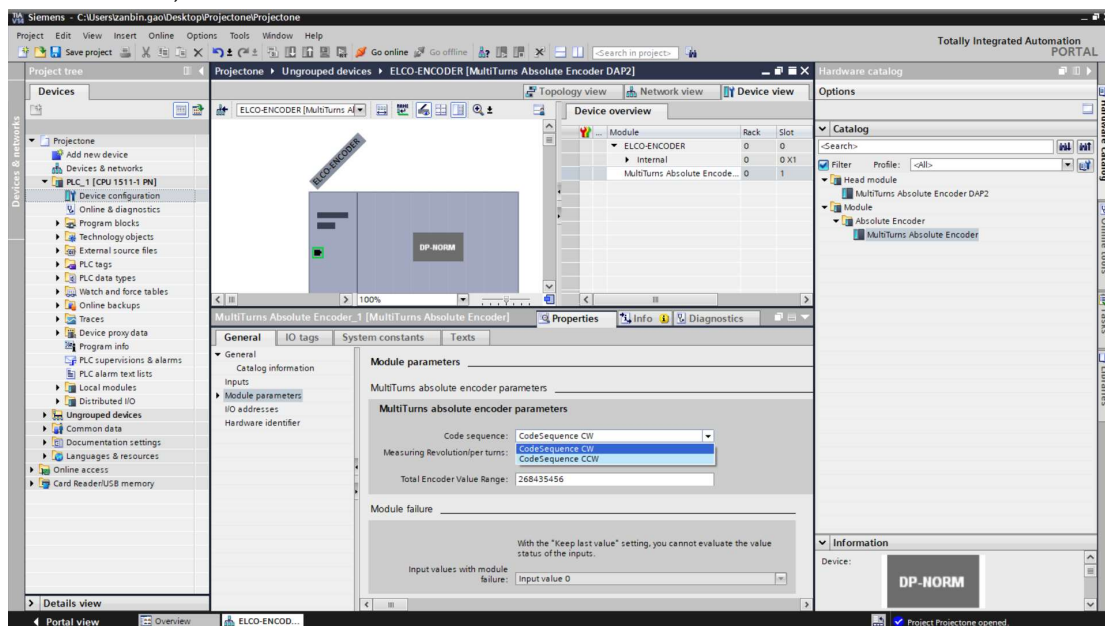 Siemens - C:\Users\zanbin.gao\Desktop\Projectone\Projectone
Project Edit View Insert Online Options Tools Window Help
Totally Integrated Automation
PORTAL
Save project Go online Go offline <Search in project>
Project tree
Projectone Ungrouped devices ELCO-ENCODER [MultiTurns Absolute Encoder DAP2]
Hardware catalog
Devices
Topology view Network view Device view
Options
ELCO-ENCODER [MultiTurns A
Device overview
... Module Rack Slot
ELCO-ENCODER 0 0
Internal 0 0 X1
MultiTurns Absolute Encode... 0 1
ELCO-ENCODER
DP-NORM
100%
Projectone
Add new device
Devices & networks
PLC_1 [CPU 1511-1 PN]
Device configuration
Online & diagnostics
Program blocks
Technology objects
External source files
PLC tags
PLC data types
Watch and force tables
Online backups
Traces
Device proxy data
Program info
PLC supervisions & alarms
PLC alarm text lists
Local modules
Distributed I/O
Ungrouped devices
Common data
Documentation settings
Languages & resources
Online access
Card Reader/USB memory
Details view
Devices & networks
MultiTurns Absolute Encoder_1 [MultiTurns Absolute Encoder]
Properties Info Diagnostics
General IO tags System constants Texts
General
Catalog information
Inputs
Module parameters
I/O addresses
Hardware identifier
Module parameters
MultiTurns absolute encoder parameters
MultiTurns absolute encoder parameters
Code sequence: CodeSequence CW
CodeSequence CW
CodeSequence CCW
Measuring Revolution/per turns:
Total Encoder Value Range: 268435456
Module failure
With the "Keep last value" setting, you cannot evaluate the value
status of the inputs.
Input values with module
failure: Input value 0
Catalog
<Search>
Filter Profile: <All>
Head module
MultiTurns Absolute Encoder DAP2
Module
Absolute Encoder
MultiTurns Absolute Encoder
Information
Device:
DP-NORM
Hardware catalog
Online tools
Tasks
Libraries
Portal view Overview ELCO-ENCOD...
Project Projectone opened.